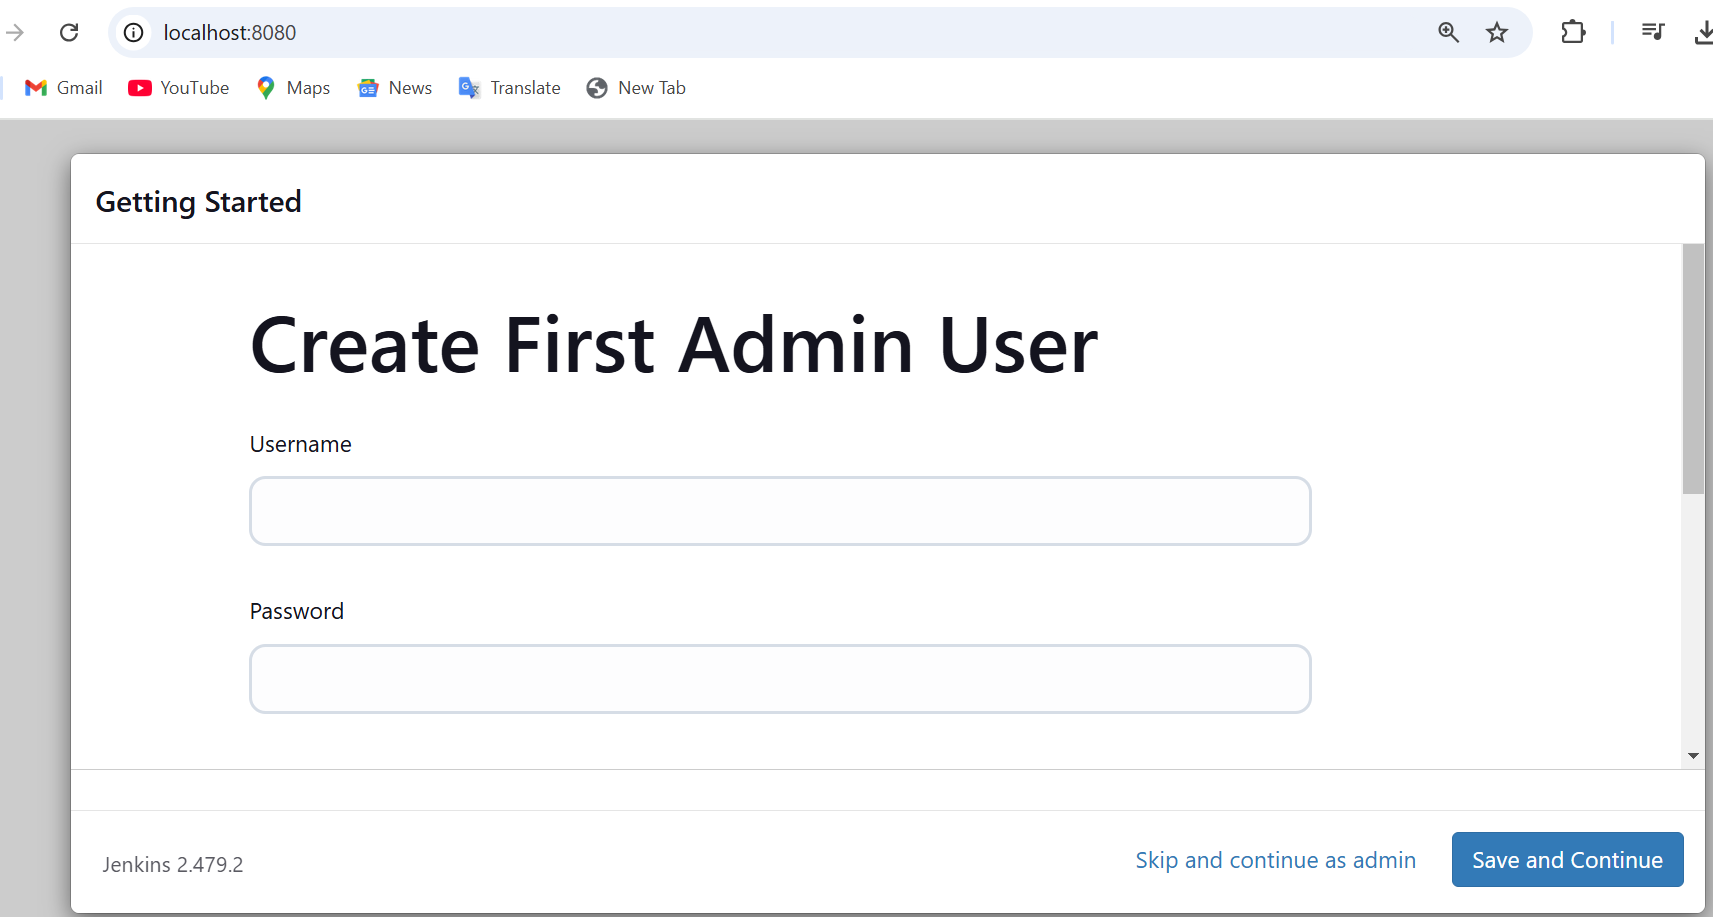 localhost:8080
Gmail YouTube Maps News Translate New Tab
Getting Started
Create First Admin User
Username
Password
Jenkins 2.479.2
Skip and continue as admin
Save and Continue